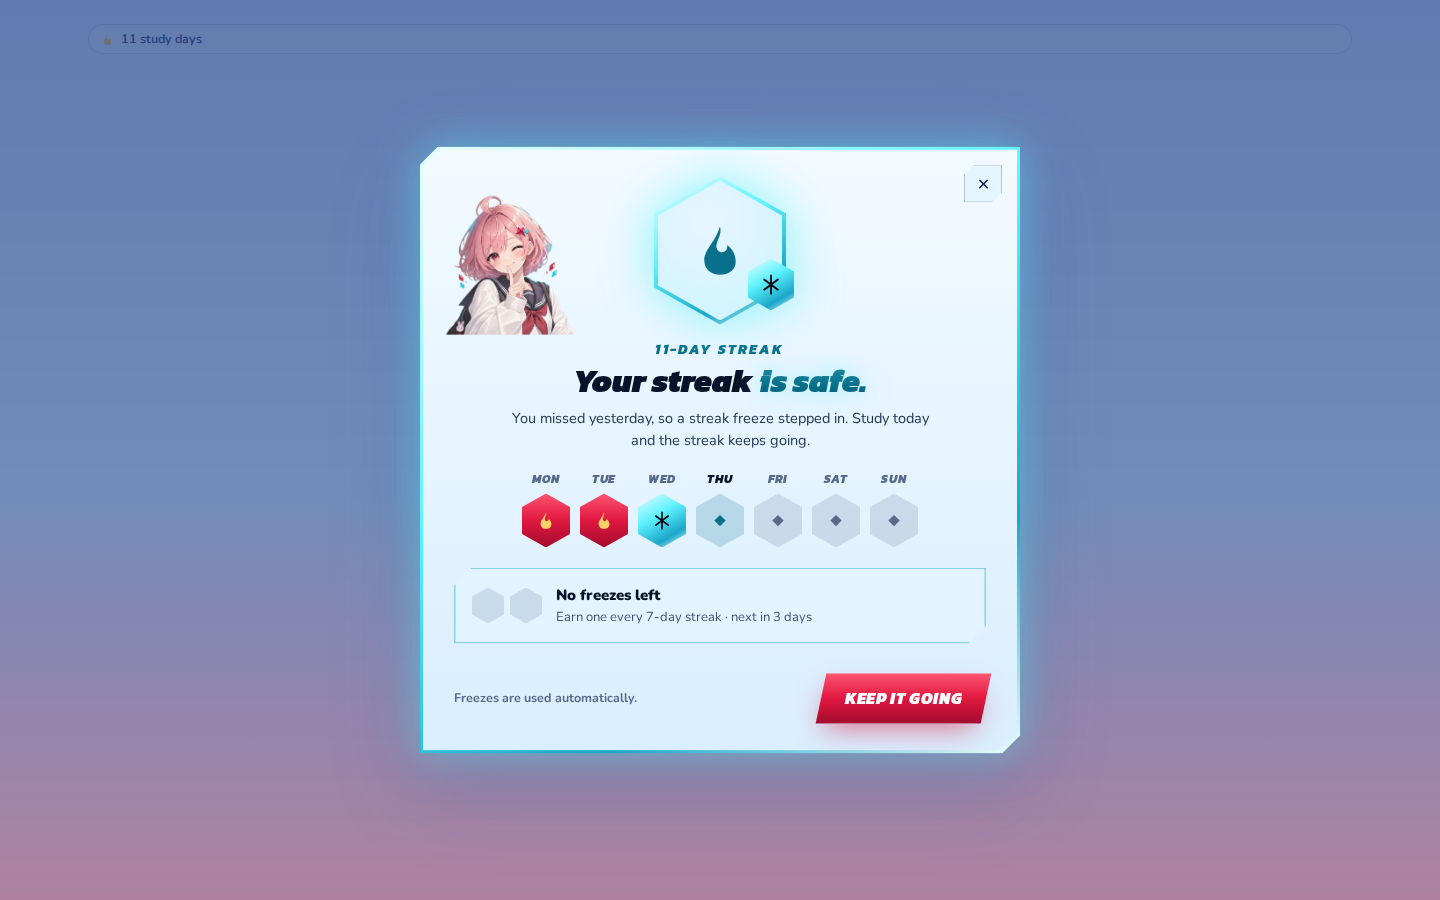 11 study days
×
11-DAY STREAK
Your streak is safe.
You missed yesterday, so a streak freeze stepped in. Study today
and the streak keeps going.
MON TUE WED THU FRI SAT SUN
No freezes left
Earn one every 7-day streak · next in 3 days
Freezes are used automatically.
KEEP IT GOING